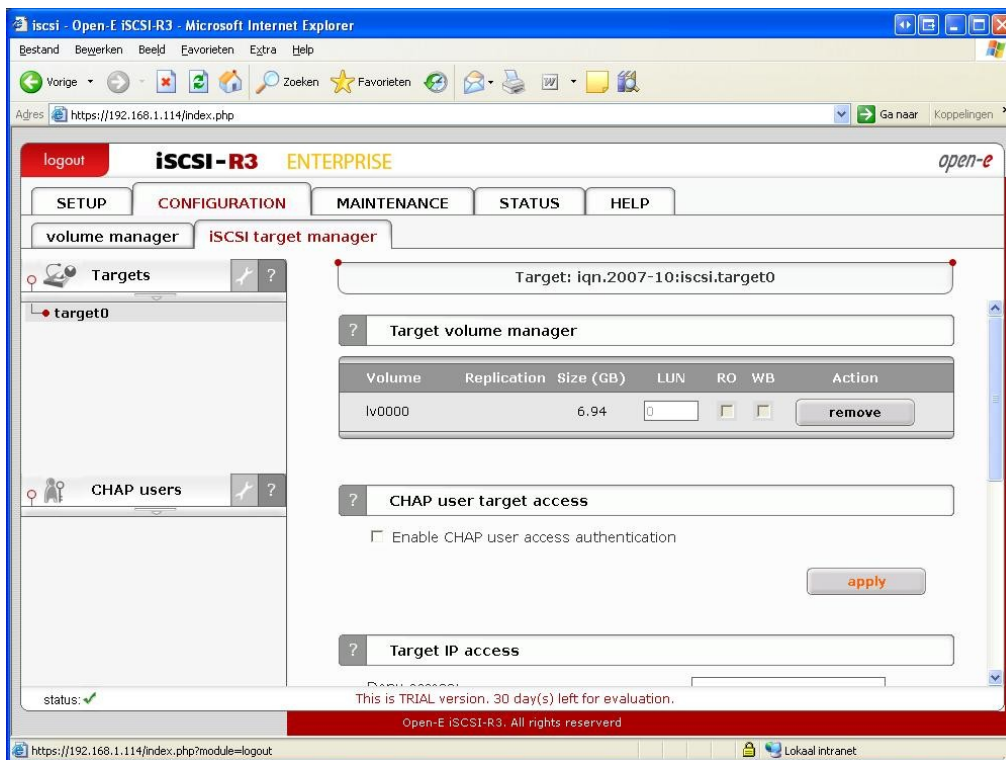 iscsi - Open-E iSCSI-R3 - Microsoft Internet Explorer
Bestand Bewerken Beeld Favorieten Extra Help
Vorige Zoeken Favorieten
Adres https://192.168.1.114/index.php Ga naar Koppelingen
logout iSCSI-R3 ENTERPRISE open-e
SETUP CONFIGURATION MAINTENANCE STATUS HELP
volume manager iSCSI target manager
Targets ?
target0
CHAP users ?
Target: iqn.2007-10:iscsi.target0
? Target volume manager
Volume Replication Size (GB) LUN RO WB Action
lv0000 6.94 0 remove
? CHAP user target access
Enable CHAP user access authentication
apply
? Target IP access
status: This is TRIAL version. 30 day(s) left for evaluation.
Open-E iSCSI-R3. All rights reserverd
https://192.168.1.114/index.php?module=logout Lokaal intranet